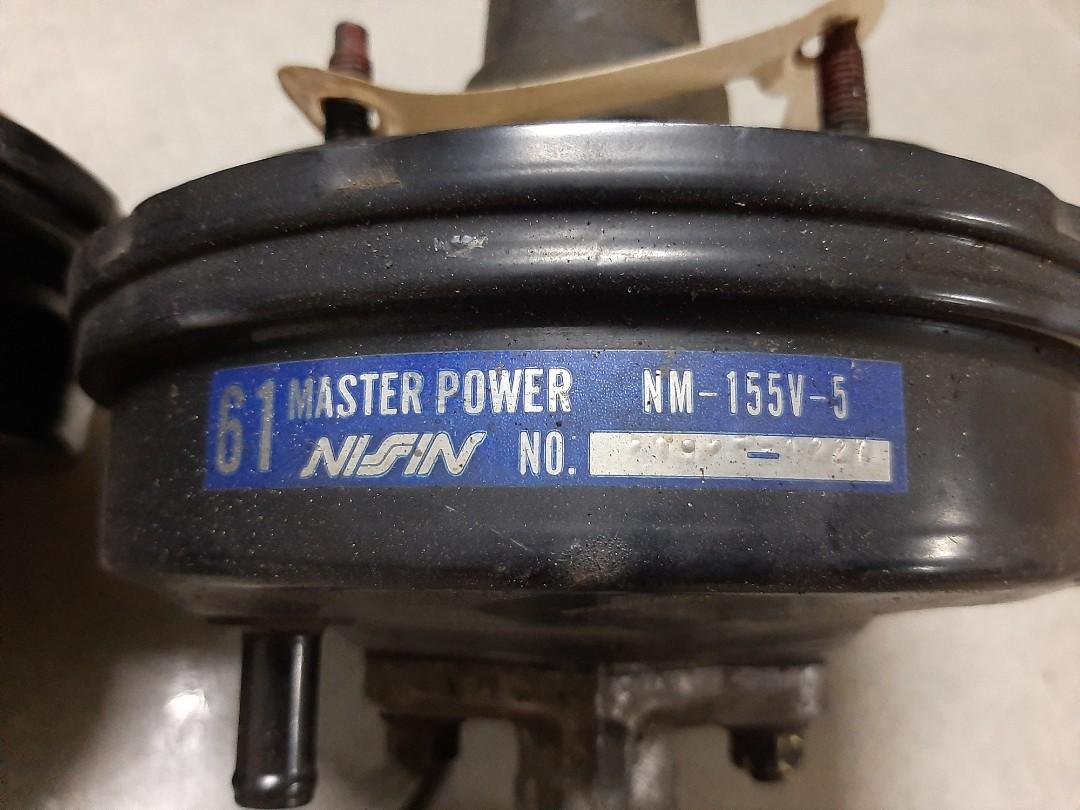 61 MASTER POWER NM-155V-5
NISSIN NO.